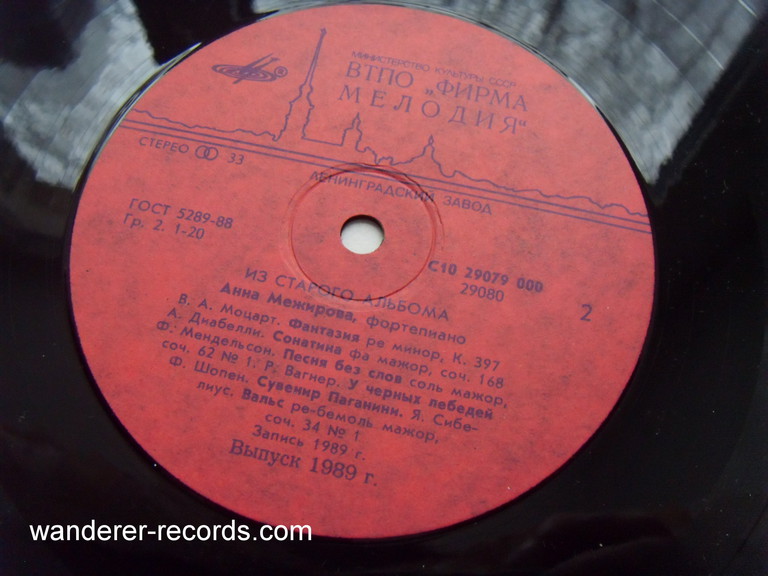 МИНИСТЕРСТВО КУЛЬТУРЫ СССР
ВТПО „ФИРМА
МЕЛОДИЯ"
СТЕРЕО 33
ЛЕНИНГРАДСКИЙ ЗАВОД
ГОСТ 5289-88
Гр. 2. 1-20
С10 29079 000
29080
2
ИЗ СТАРОГО АЛЬБОМА
Анна Межирова, фортепиано
В. А. Моцарт. Фантазия ре минор, К. 397
А. Диабелли. Сонатина фа мажор, соч. 168
Ф. Мендельсон. Песня без слов соль мажор,
соч. 62 № 1. Р. Вагнер. У черных лебедей
Ф. Шопен. Сувенир Паганини. Я. Сибе-
лиус. Вальс ре-бемоль мажор,
соч. 34 № 1
Запись 1989 г.
Выпуск 1989 г.
wanderer-records.com